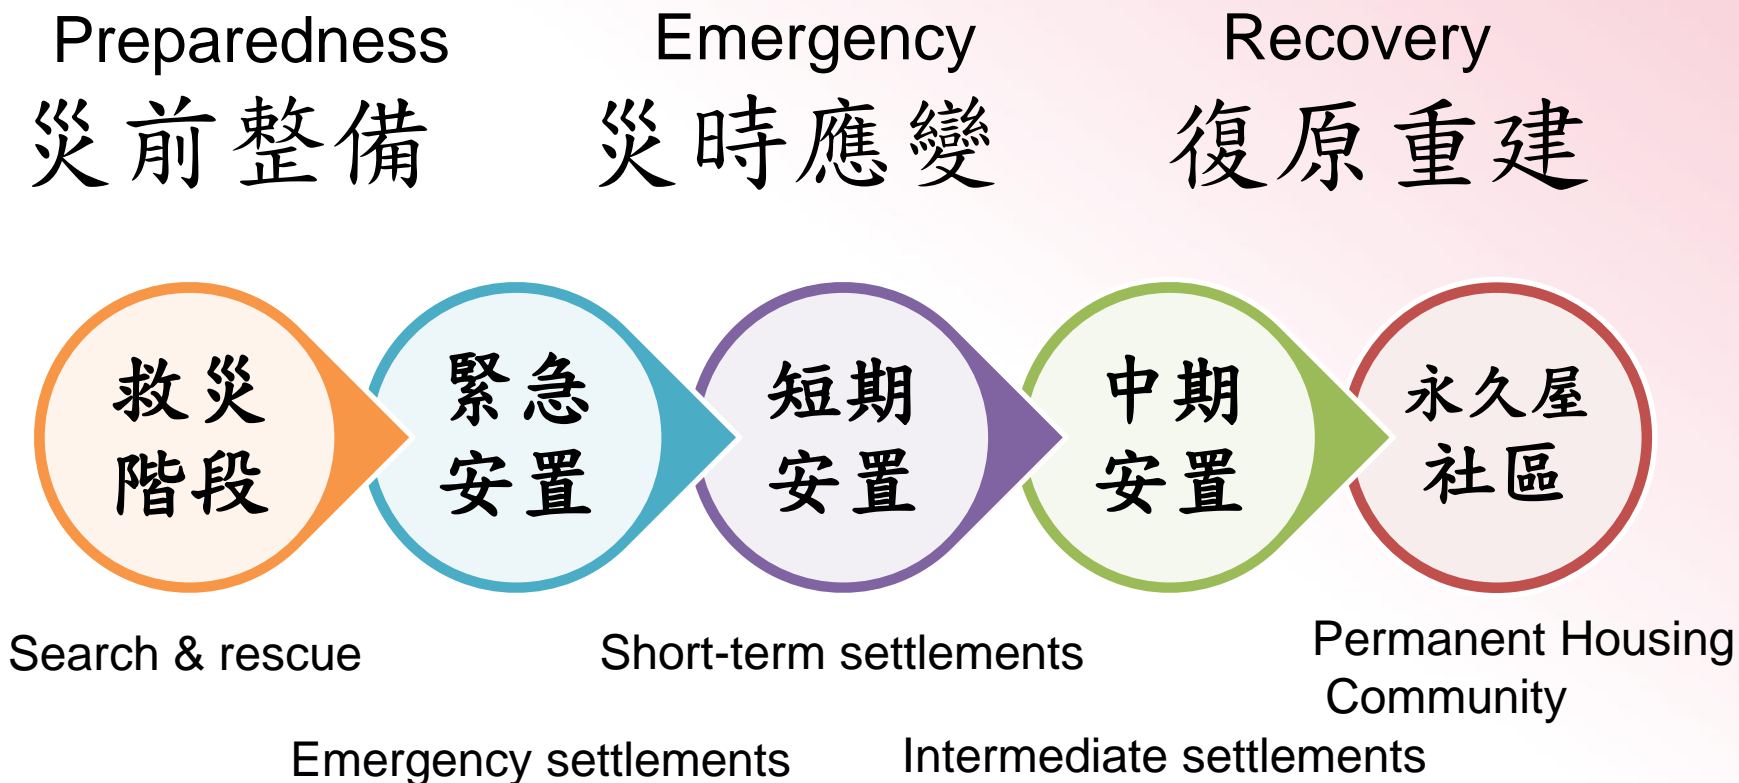 Preparedness
災前整備
Emergency
災時應變
Recovery
復原重建
救災
階段
緊急
安置
短期
安置
中期
安置
永久屋
社區
Search & rescue
Emergency settlements
Short-term settlements
Intermediate settlements
Permanent Housing
Community